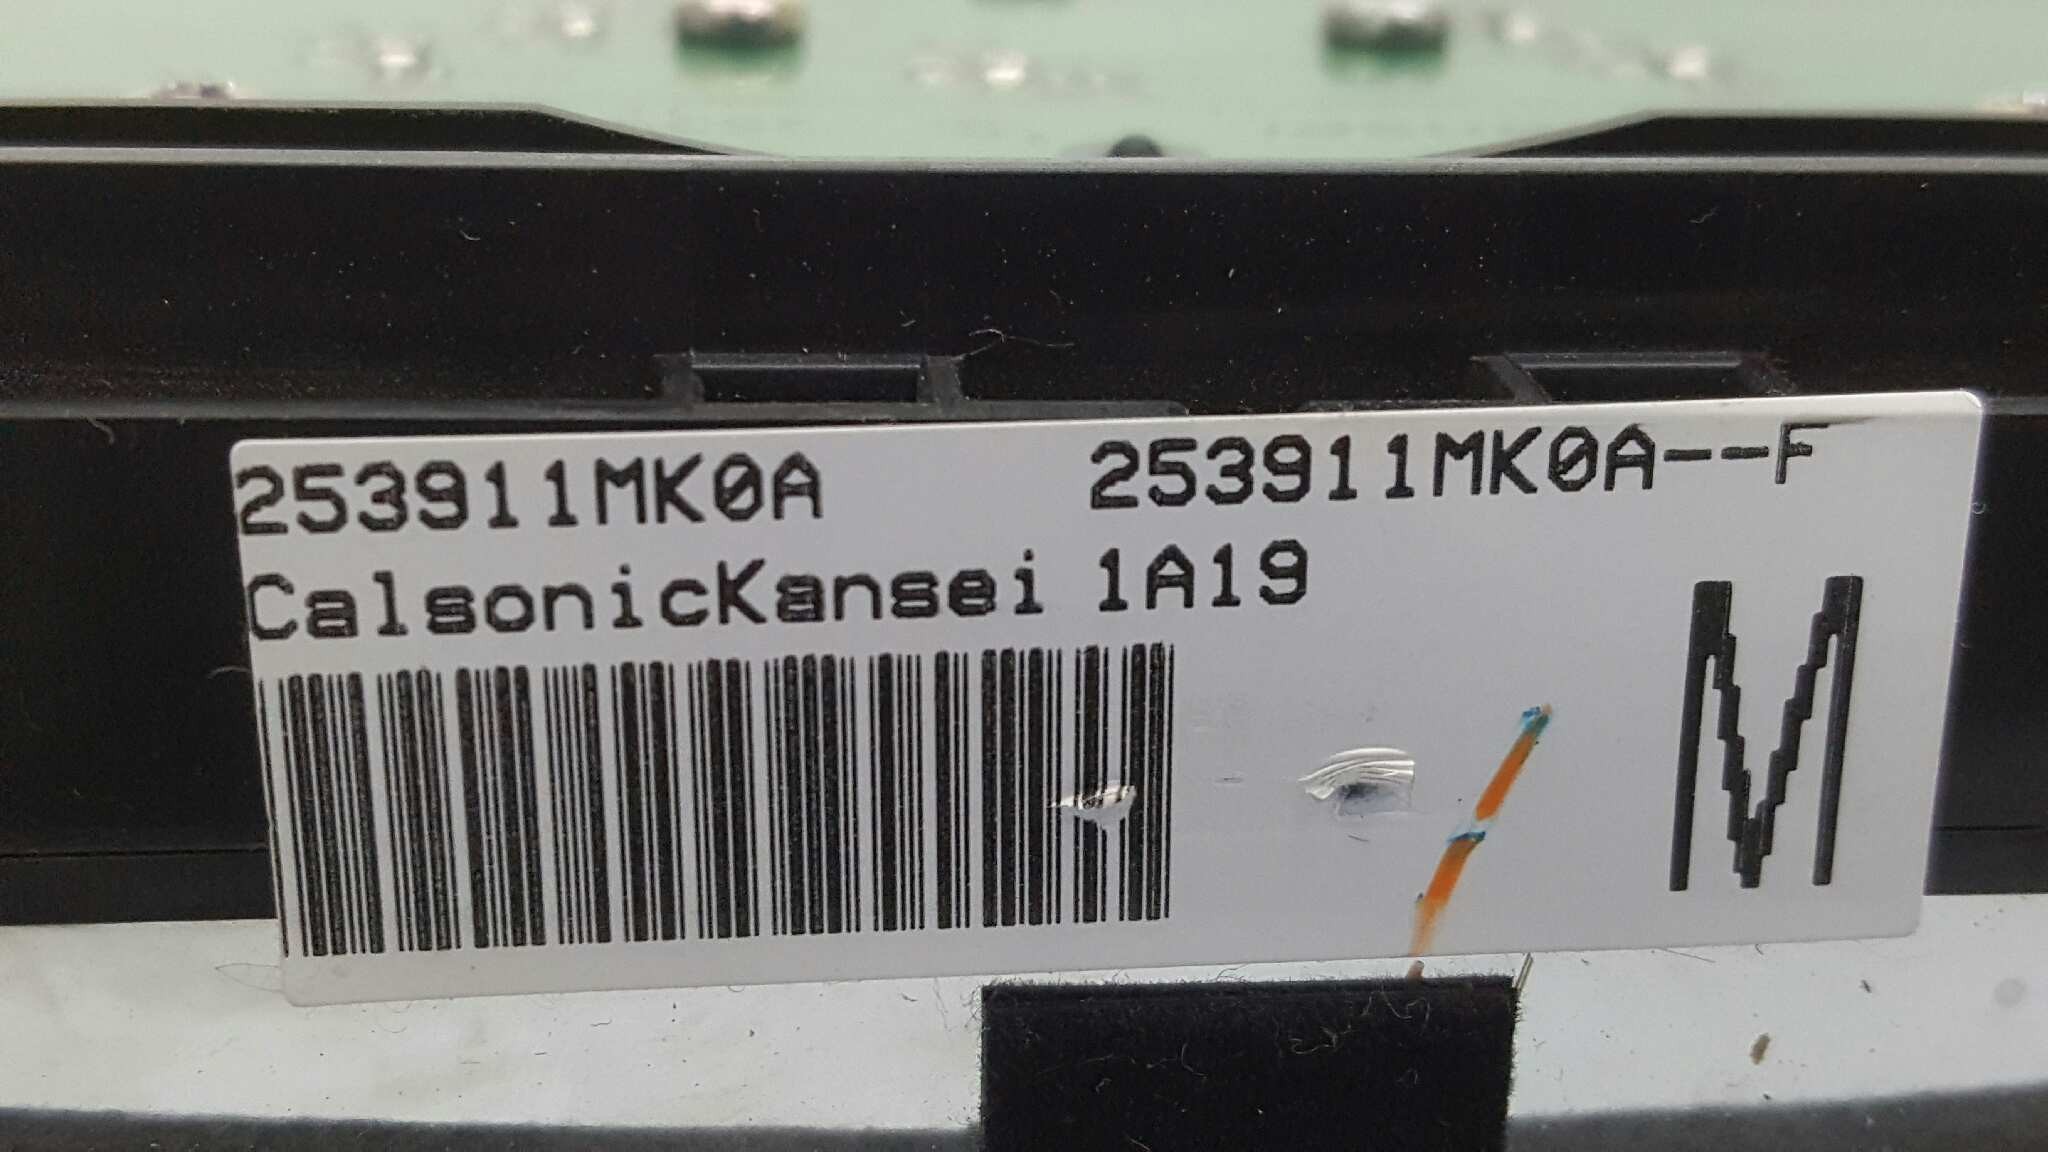 253911MK0A 253911MK0A--F
CalsonicKansei 1A19
M